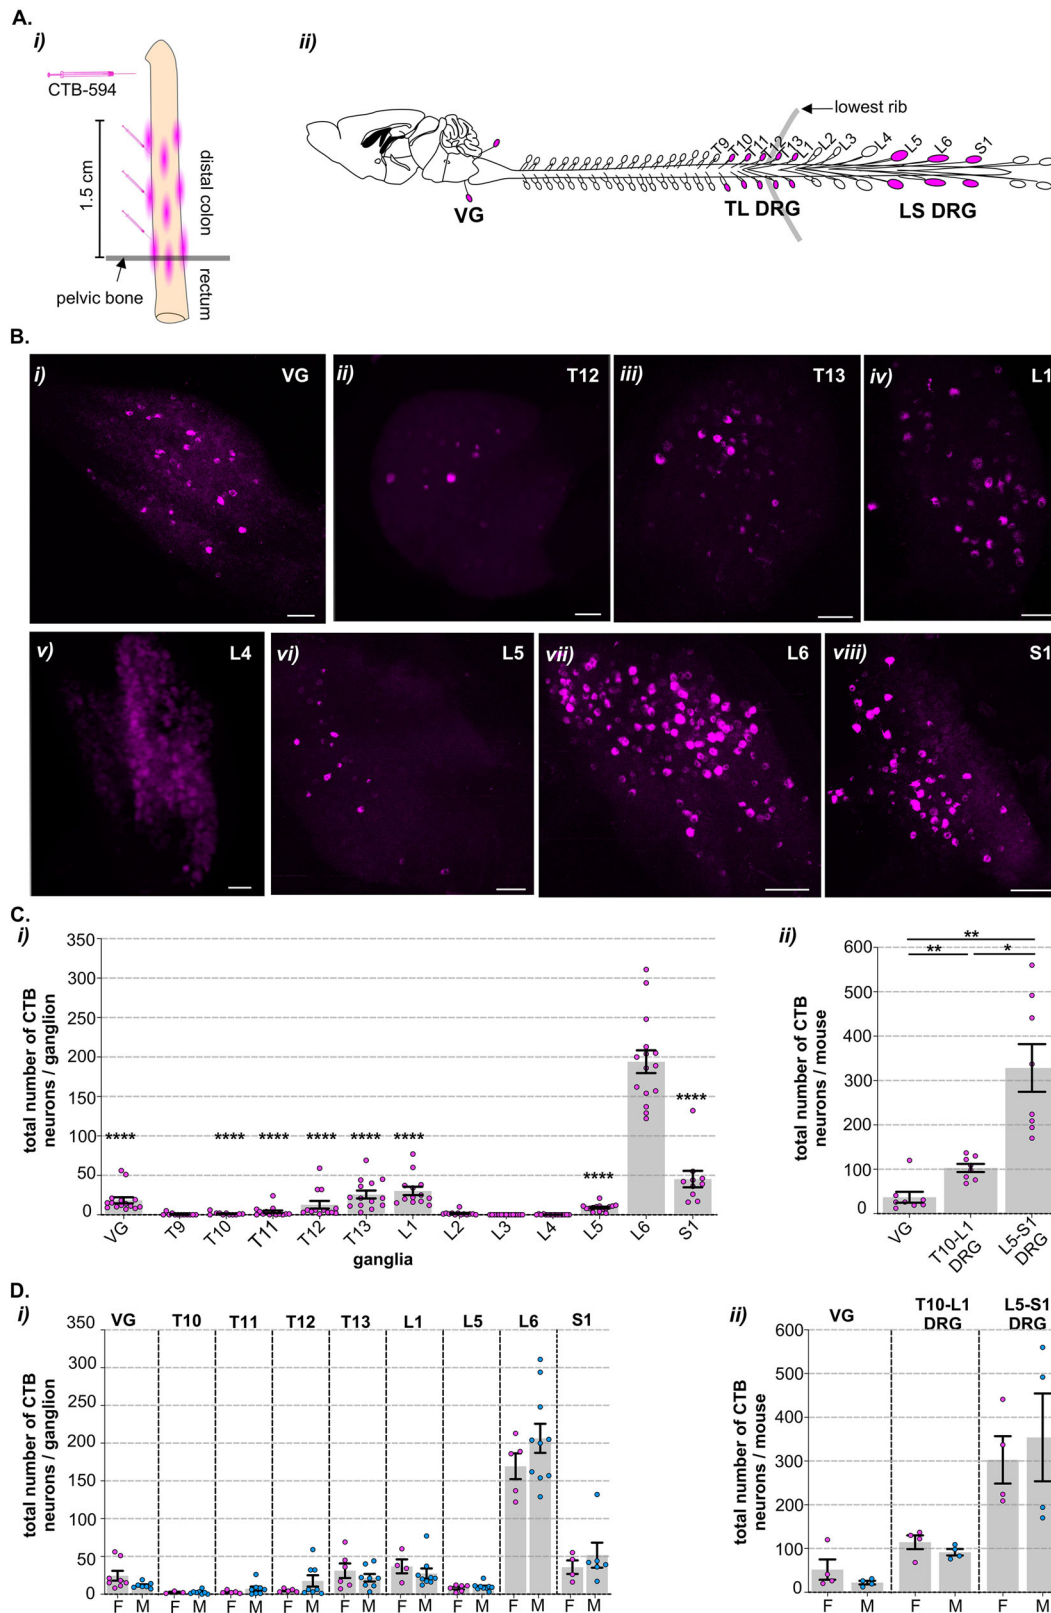 A.
i)
CTB-594
1.5 cm
distal colon
pelvic bone
rectum
ii)
lowest rib
T9 T10 T11 T12 T13 L1 L2 L3 L4 L5 L6 S1
VG
TL DRG
LS DRG
B.
i) VG
ii) T12
iii) T13
iv) L1
v) L4
vi) L5
vii) L6
viii) S1
C.
i)
total number of CTB
neurons / ganglion
350
300
250
200
150
100
50
0
**** **** **** **** **** **** **** ****
VG T9 T10 T11 T12 T13 L1 L2 L3 L4 L5 L6 S1
ganglia
ii)
total number of CTB
neurons / mouse
600
500
400
300
200
100
0
**
** *
VG
T10-L1
DRG
L5-S1
DRG
D.
i)
total number of CTB
neurons / ganglion
VG T10 T11 T12 T13 L1 L5 L6 S1
350
300
250
200
150
100
50
0
F M F M F M F M F M F M F M F M F M
ii)
total number of CTB
neurons / mouse
VG
T10-L1
DRG
L5-S1
DRG
600
500
400
300
200
100
0
F M F M F M